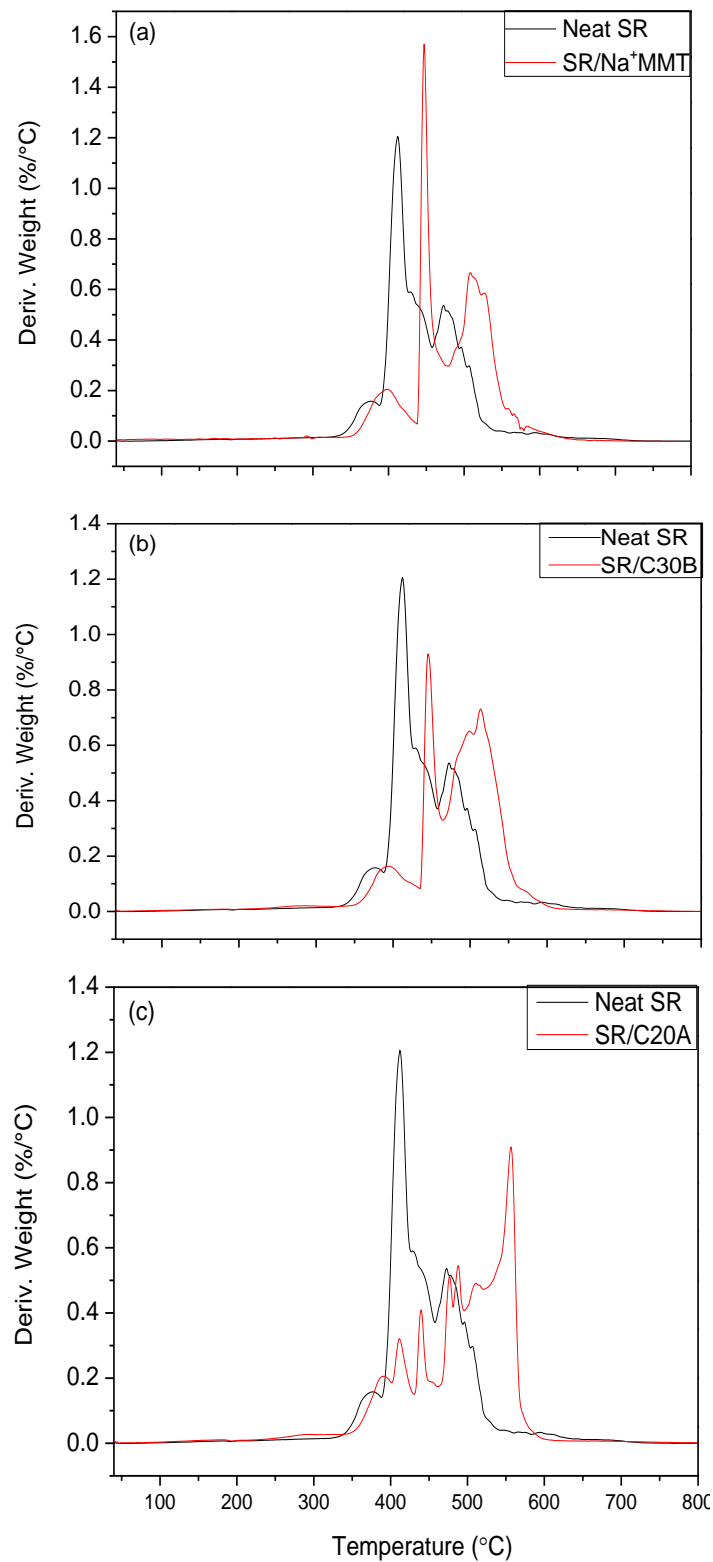 (a)
Neat SR
SR/Na⁺MMT
1.6
1.4
1.2
1.0
0.8
0.6
0.4
0.2
0.0
Deriv. Weight (%/°C)
(b)
Neat SR
SR/C30B
1.4
1.2
1.0
0.8
0.6
0.4
0.2
0.0
Deriv. Weight (%/°C)
(c)
Neat SR
SR/C20A
1.4
1.2
1.0
0.8
0.6
0.4
0.2
0.0
Deriv. Weight (%/°C)
100 200 300 400 500 600 700 800
Temperature (°C)